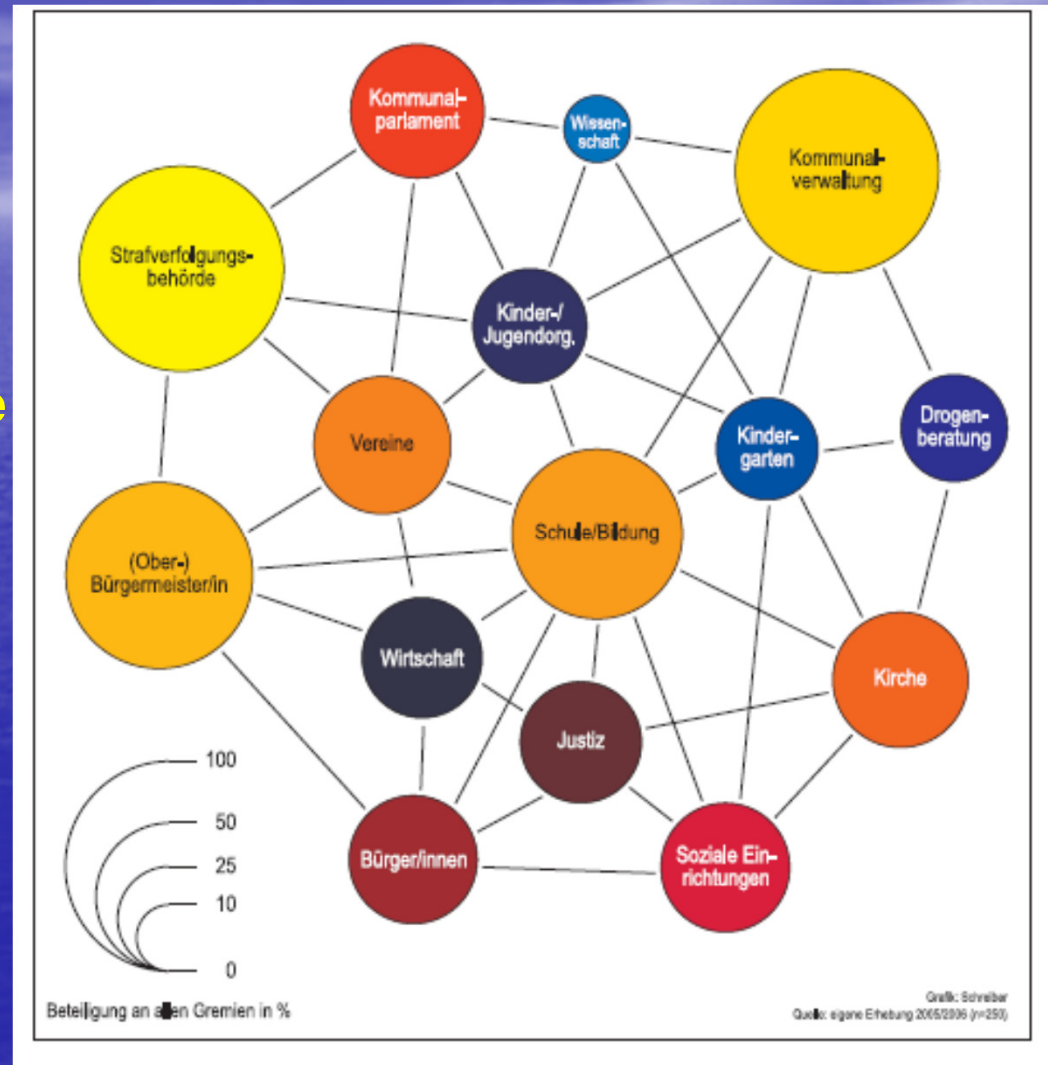 Kommunal-
parlament
Wissen-
schaft
Kommunal-
verwaltung
Strafverfolgungs-
behörde
Kinder-/
Jugendorg.
e
Vereine
Kinder-
garten
Drogen-
beratung
Schule/Bildung
(Ober-)
Bürgermeister/in
Wirtschaft
Kirche
Justiz
Bürger/innen
Soziale Ein-
richtungen
100
50
25
10
0
Beteiligung an allen Gremien in %
Grafik: Schreiber
Quelle: eigene Erhebung 2005/2006 (n=250)